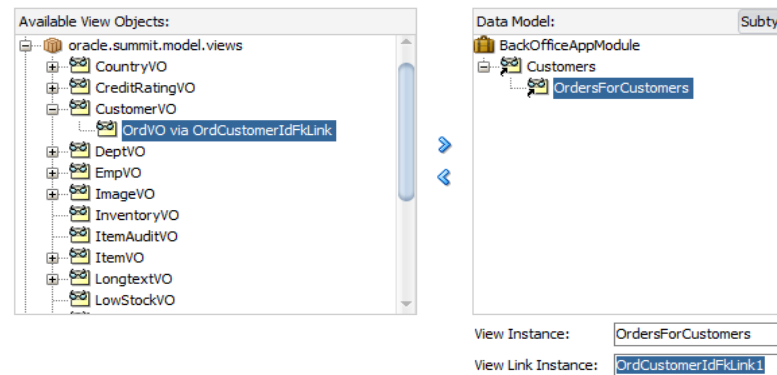 Available View Objects:
oracle.summit.model.views
CountryVO
CreditRatingVO
CustomerVO
OrdVO via OrdCustomerIdFkLink
DeptVO
EmpVO
ImageVO
InventoryVO
ItemAuditVO
ItemVO
LongtextVO
LowStockVO
Data Model:
Subty
BackOfficeAppModule
Customers
OrdersForCustomers
View Instance: OrdersForCustomers
View Link Instance: OrdCustomerIdFkLink1